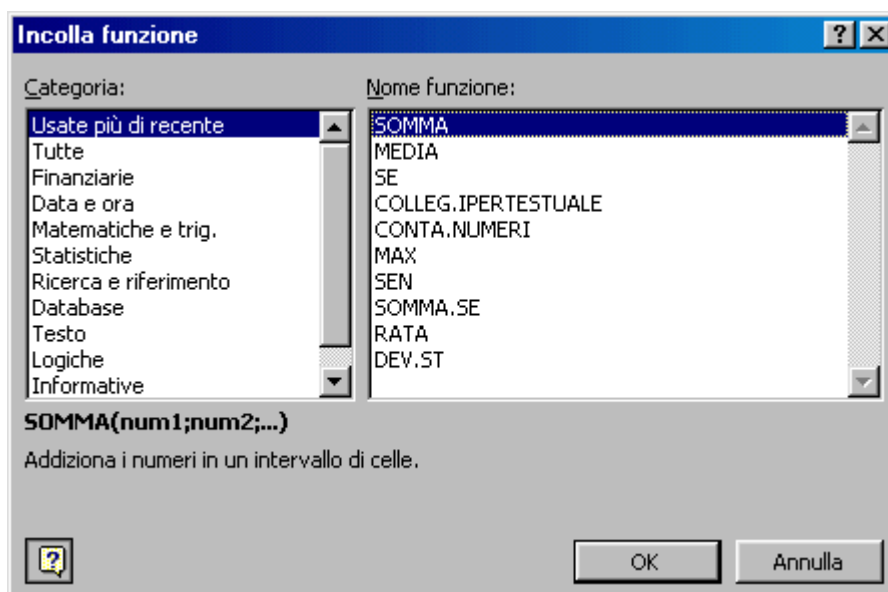 Incolla funzione
Categoria:
Usate più di recente
Tutte
Finanziarie
Data e ora
Matematiche e trig.
Statistiche
Ricerca e riferimento
Database
Testo
Logiche
Informative
Nome funzione:
SOMMA
MEDIA
SE
COLLEG.IPERTESTUALE
CONTA.NUMERI
MAX
SEN
SOMMA.SE
RATA
DEV.ST
SOMMA(num1;num2;...)
Addiziona i numeri in un intervallo di celle.
OK
Annulla